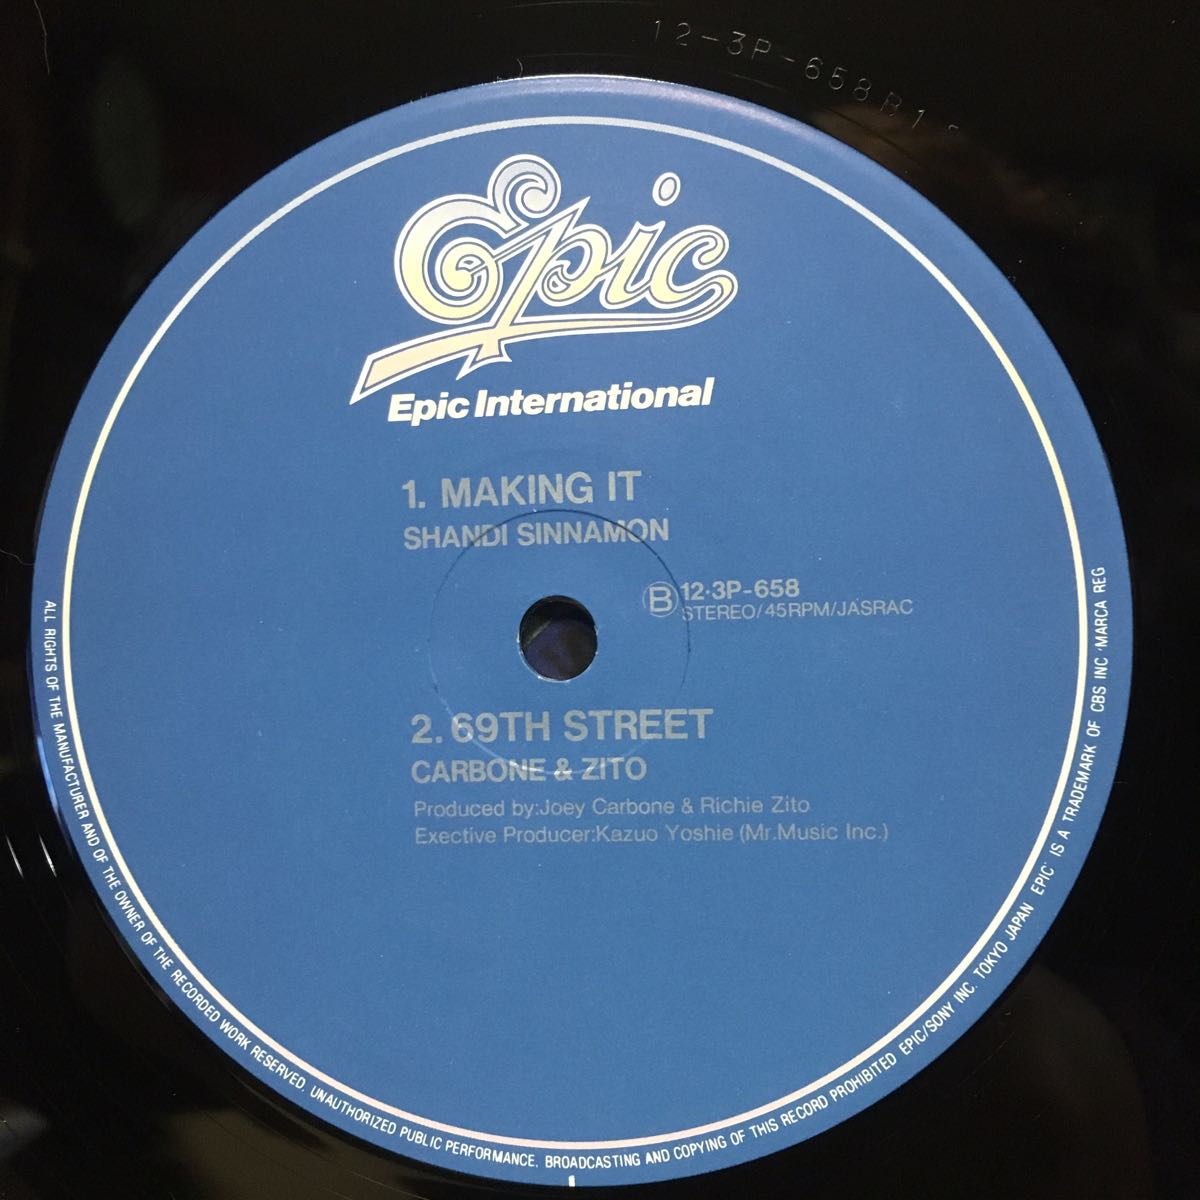 12-3P-658B1
Epic
Epic International
1. MAKING IT
SHANDI SINNAMON
B 12·3P-658
STEREO/45RPM/JASRAC
2. 69TH STREET
CARBONE & ZITO
Produced by:Joey Carbone & Richie Zito
Exective Producer:Kazuo Yoshie (Mr.Music Inc.)
ALL RIGHTS OF THE MANUFACTURER AND OF THE OWNER OF THE RECORDED WORK RESERVED. UNAUTHORIZED PUBLIC PERFORMANCE. BROADCASTING AND COPYING OF THIS RECORD PROHIBITED EPIC/SONY INC. TOKYO JAPAN 'EPIC' IS A TRADEMARK OF CBS INC 'MARCA REG